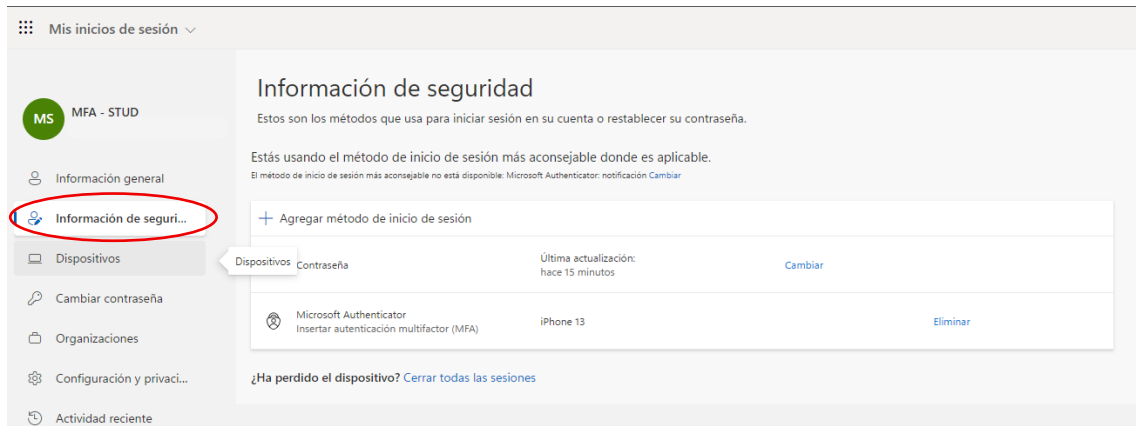 Mis inicios de sesión
MS
MFA - STUD
Información general
Información de seguri...
Dispositivos
Cambiar contraseña
Organizaciones
Configuración y privaci...
Actividad reciente
Dispositivos
Información de seguridad
Estos son los métodos que usa para iniciar sesión en su cuenta o restablecer su contraseña.
Estás usando el método de inicio de sesión más aconsejable donde es aplicable.
El método de inicio de sesión más aconsejable no está disponible: Microsoft Authenticator: notificación Cambiar
Agregar método de inicio de sesión
Contraseña
Última actualización:
hace 15 minutos
Cambiar
Microsoft Authenticator
Insertar autenticación multifactor (MFA)
iPhone 13
Eliminar
¿Ha perdido el dispositivo? Cerrar todas las sesiones